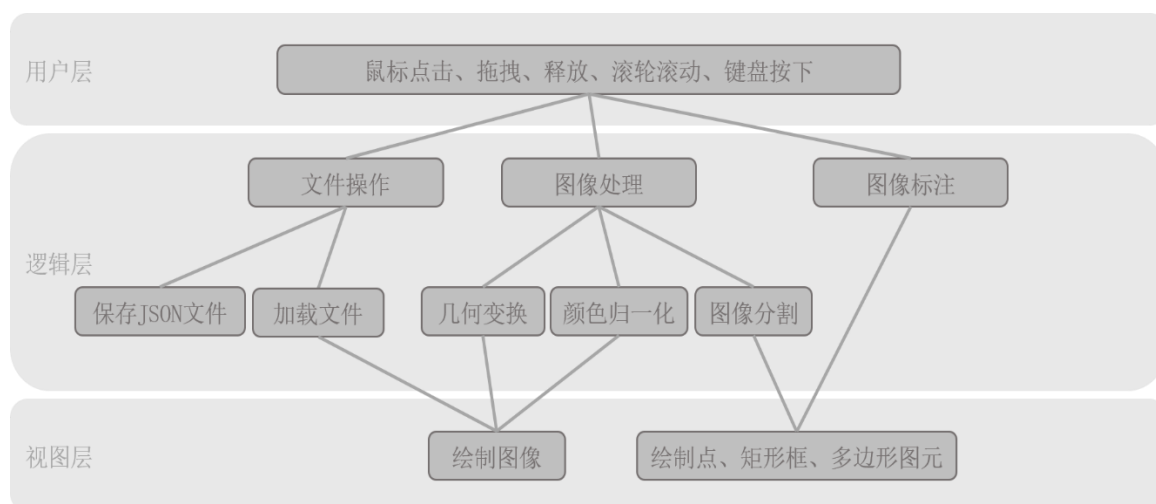 用户层
鼠标点击、拖拽、释放、滚轮滚动、键盘按下
文件操作
图像处理
图像标注
逻辑层
保存JSON文件
加载文件
几何变换
颜色归一化
图像分割
视图层
绘制图像
绘制点、矩形框、多边形图元